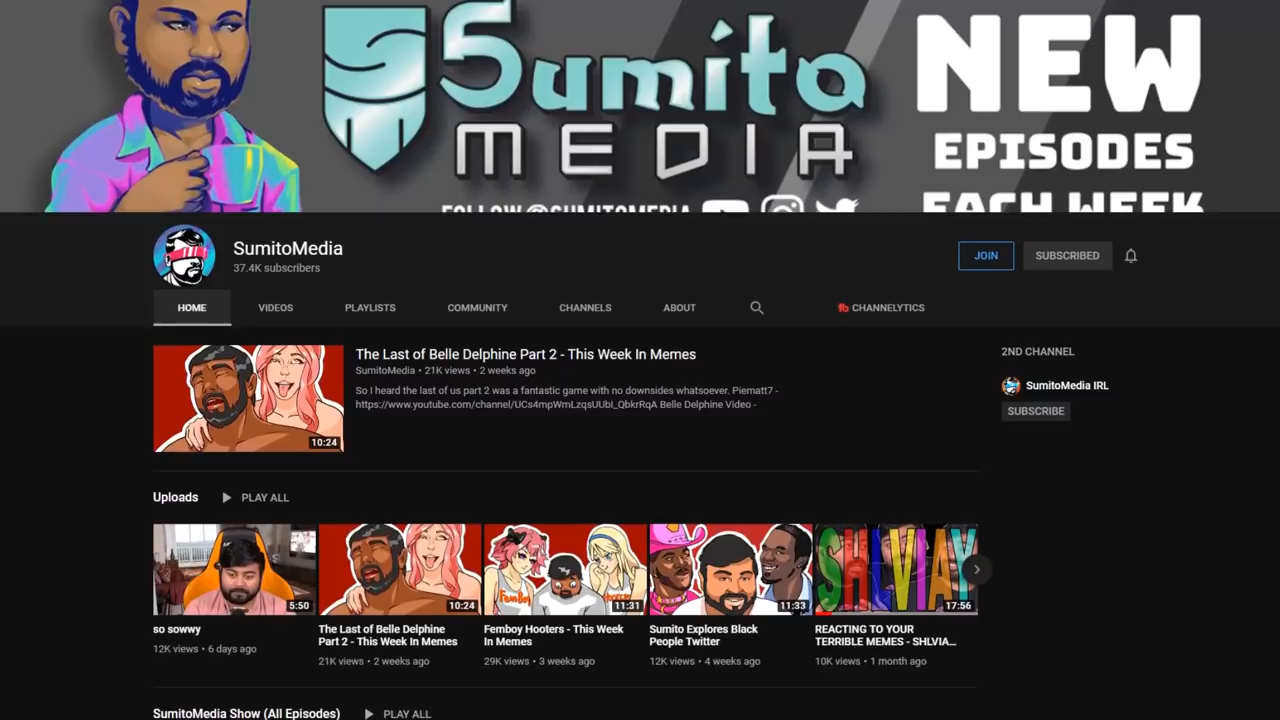 Sumito
MEDIA
NEW
EPISODES
EACH WEEK
FOLLOW @SUMITOMEDIA
SumitoMedia
37.4K subscribers
JOIN
SUBSCRIBED
HOME
VIDEOS
PLAYLISTS
COMMUNITY
CHANNELS
ABOUT
CHANNELYTICS
10:24
The Last of Belle Delphine Part 2 - This Week In Memes
SumitoMedia • 21K views • 2 weeks ago
So I heard the last of us part 2 was a fantastic game with no downsides whatsoever. Piematt7 -
https://www.youtube.com/channel/UCs4mpWmLzqsUUbI_QbkrRqA Belle Delphine Video -
2ND CHANNEL
SumitoMedia IRL
SUBSCRIBE
Uploads
PLAY ALL
5:50
so sowwy
12K views • 6 days ago
10:24
The Last of Belle Delphine
Part 2 - This Week In Memes
21K views • 2 weeks ago
Femboy
11:31
Femboy Hooters - This Week
In Memes
29K views • 3 weeks ago
11:33
Sumito Explores Black
People Twitter
12K views • 4 weeks ago
SHLVIAY
17:56
REACTING TO YOUR
TERRIBLE MEMES - SHLVIA...
10K views • 1 month ago
SumitoMedia Show (All Episodes)
PLAY ALL